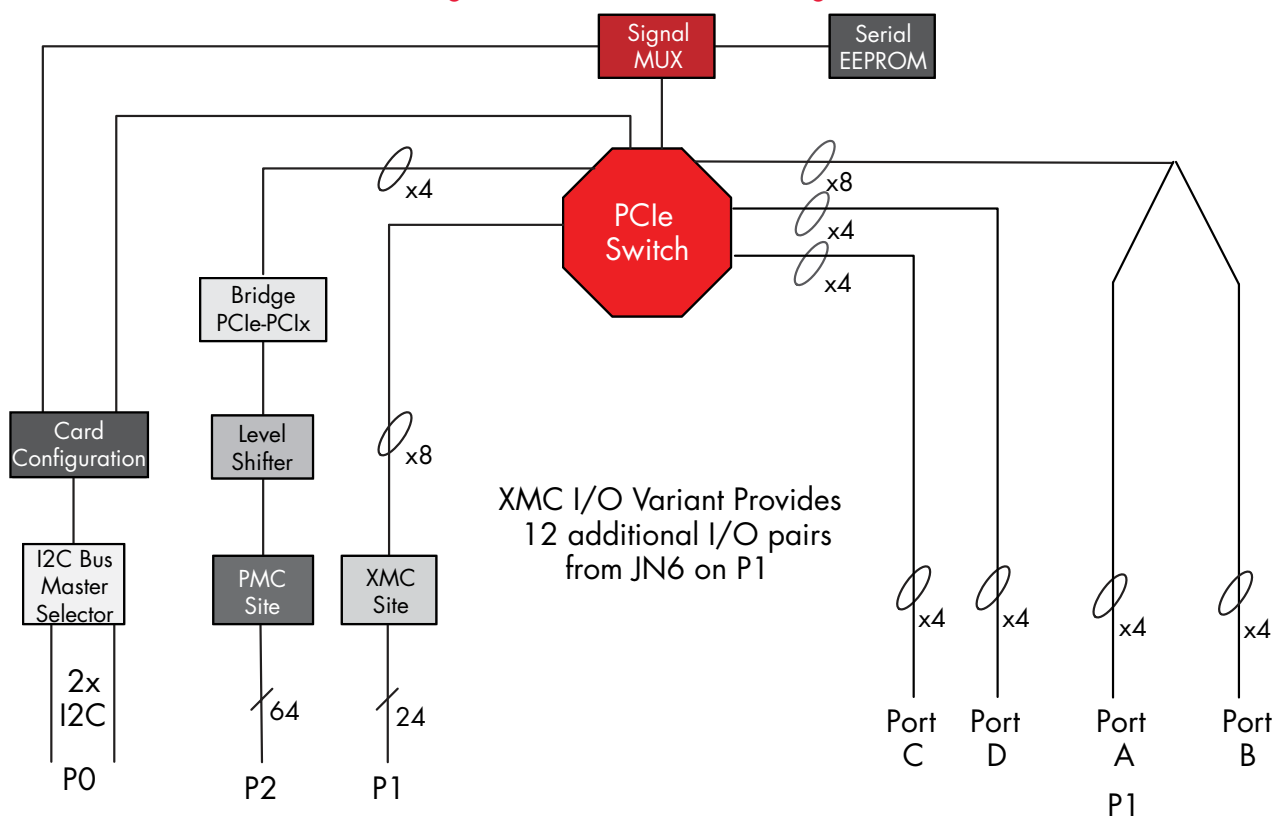 Signal
MUX
Serial
EEPROM
x4
x8
x4
x4
PCIe
Switch
Bridge
PCIe-PCIx
Card
Configuration
Level
Shifter
x8
XMC I/O Variant Provides
12 additional I/O pairs
from JN6 on P1
I2C Bus
Master
Selector
PMC
Site
XMC
Site
x4
x4
x4
x4
2x
I2C
64
24
Port
C
Port
D
Port
A
Port
B
P0
P2
P1
P1